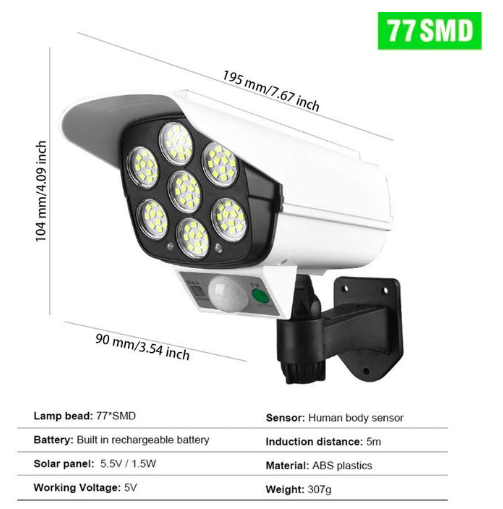 77 SMD
195 mm/7.67 inch
104 mm/4.09 inch
90 mm/3.54 inch
Lamp bead: 77*SMD
Sensor: Human body sensor
Battery: Built in rechargeable battery
Induction distance: 5m
Solar panel: 5.5V / 1.5W
Material: ABS plastics
Working Voltage: 5V
Weight: 307g